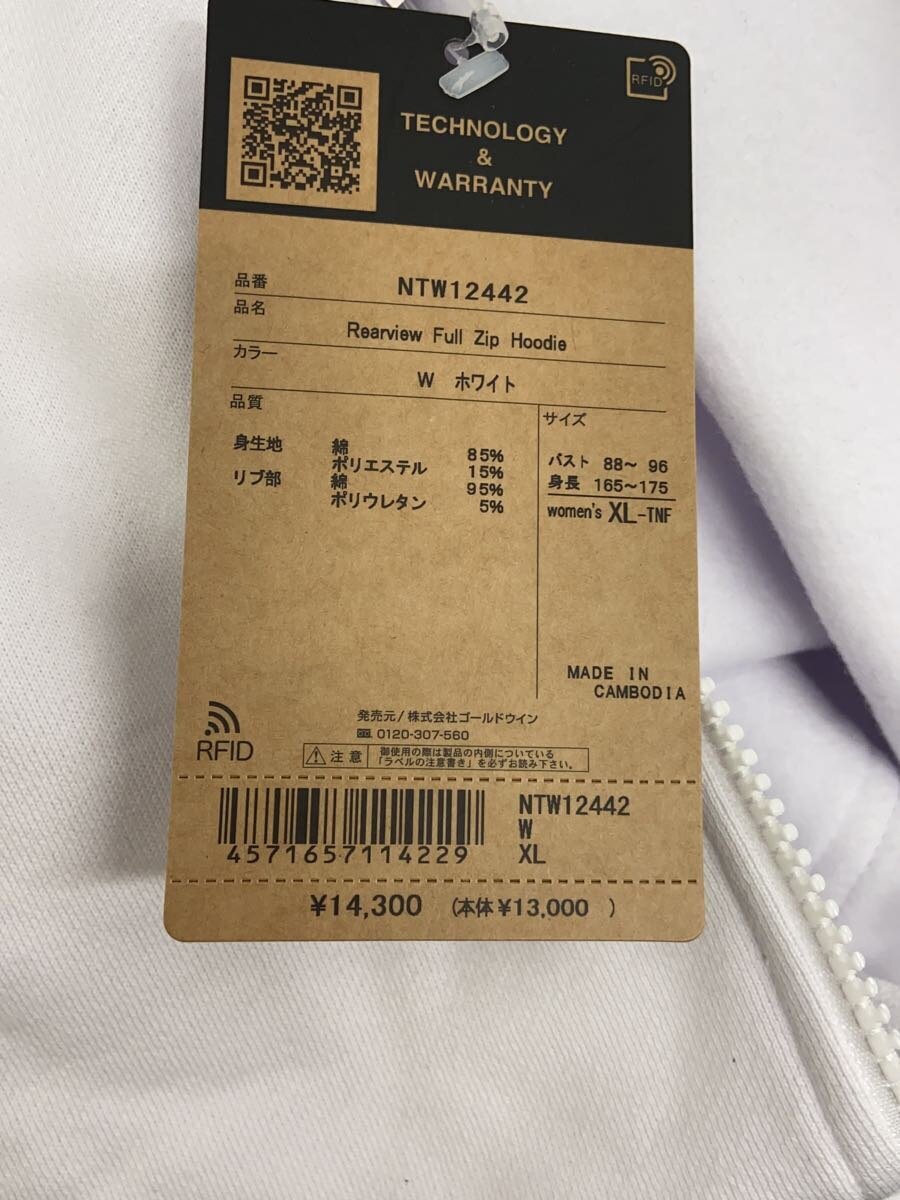 RFID
TECHNOLOGY
&
WARRANTY
品番 NTW12442
品名
Rearview Full Zip Hoodie
カラー
W ホワイト
品質
身生地 綿 85%
ポリエステル 15%
リブ部 綿 95%
ポリウレタン 5%
サイズ
バスト 88～ 96
身長 165～175
women's XL-TNF
MADE IN
CAMBODIA
発売元/株式会社ゴールドウイン
0120-307-560
RFID
注意 御使用の際は製品の内側についている
「ラベルの注意書き」を必ずお読み下さい。
4571657114229
NTW12442
W
XL
¥14,300 (本体¥13,000 )